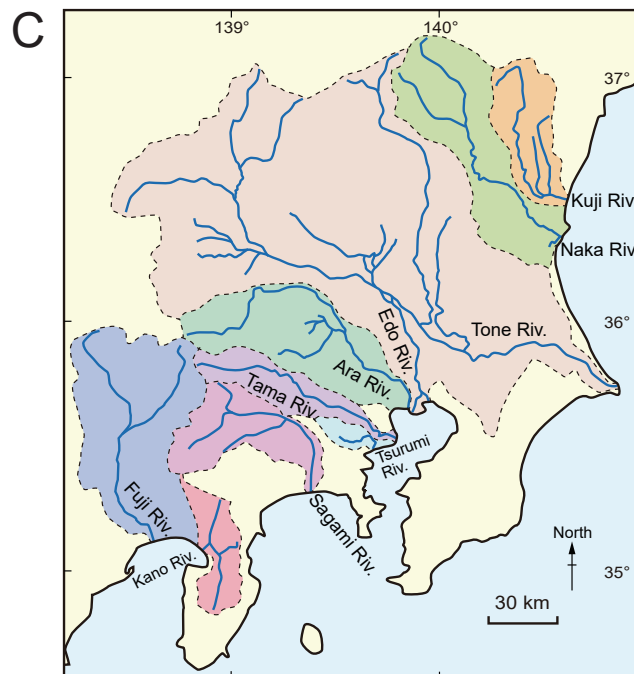 C
139°
140°
37°
Kuji Riv.
Naka Riv.
36°
Edo Riv.
Tone Riv.
Ara Riv.
Tama Riv.
Tsurumi
Riv.
Fuji Riv.
Sagami Riv.
Kano Riv.
North
35°
30 km